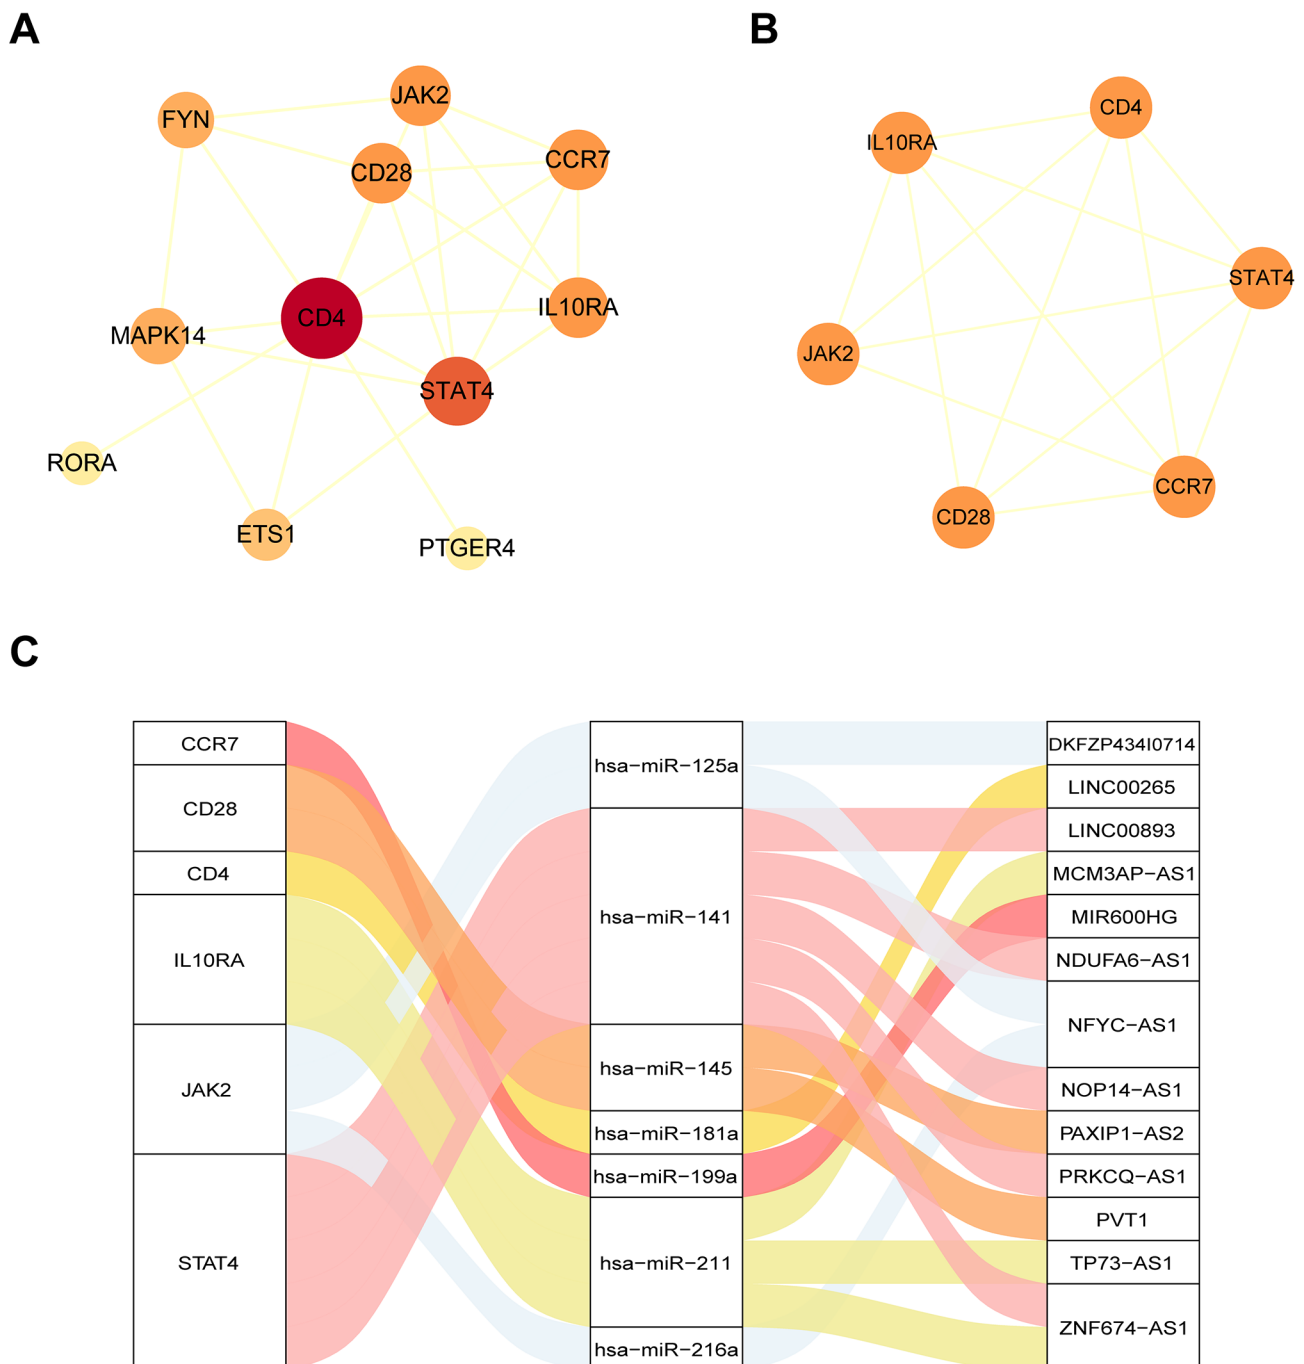 A
B
JAK2
FYN
CCR7
CD28
CD4
IL10RA
MAPK14
STAT4
RORA
ETS1
PTGER4
CD4
IL10RA
STAT4
JAK2
CCR7
CD28
C
CCR7
CD28
CD4
IL10RA
JAK2
STAT4
hsa−miR−125a
hsa−miR−141
hsa−miR−145
hsa−miR−181a
hsa−miR−199a
hsa−miR−211
hsa−miR−216a
DKFZP434I0714
LINC00265
LINC00893
MCM3AP−AS1
MIR600HG
NDUFA6−AS1
NFYC−AS1
NOP14−AS1
PAXIP1−AS2
PRKCQ−AS1
PVT1
TP73−AS1
ZNF674−AS1